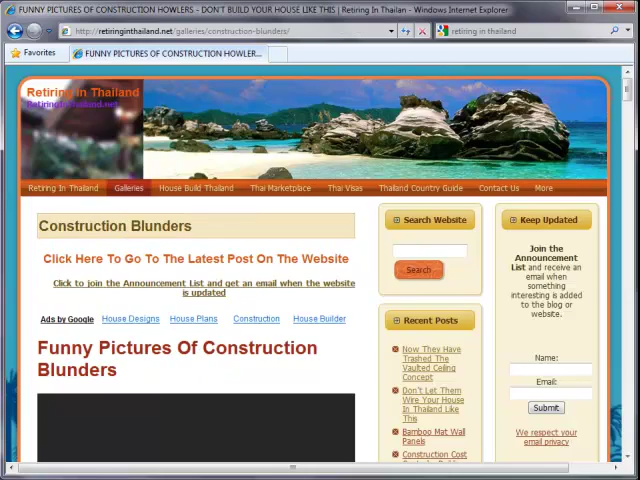 FUNNY PICTURES OF CONSTRUCTION HOWLERS - DON'T BUILD YOUR HOUSE LIKE THIS | Retiring In Thailan - Windows Internet Explorer
http://retiringinthailand.net/galleries/construction-blunders/
retiring in thailand
Favorites
FUNNY PICTURES OF CONSTRUCTION HOWLER...
Retiring in Thailand
Retiringinthailand.net
Retiring In Thailand
Galleries
House Build Thailand
Thai Marketplace
Thai Visas
Thailand Country Guide
Contact Us
More
Construction Blunders
Click Here To Go To The Latest Post On The Website
Click to join the Announcement List and get an email when the website
is updated
Ads by Google
House Designs
House Plans
Construction
House Builder
Funny Pictures Of Construction
Blunders
Search Website
Search
Recent Posts
Now They Have
Trashed The
Vaulted Ceiling
Concept
Don't Let Them
Wire Your House
In Thailand Like
This
Bamboo Mat Wall
Panels
Construction Cost
Keep Updated
Join the
Announcement
List and receive an
email when
something
interesting is added
to the blog or
website.
Name:
Email:
Submit
We respect your
email privacy